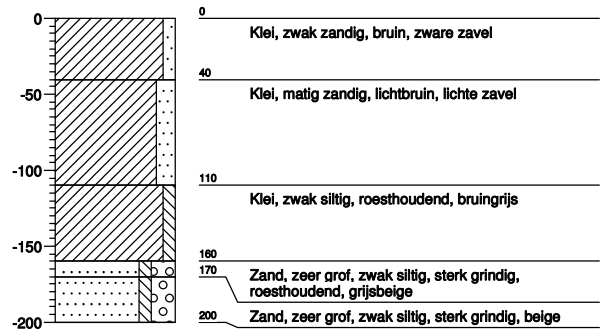 0
0
Klei, zwak zandig, bruin, zware zavel
40
-50
Klei, matig zandig, lichtbruin, lichte zavel
-100
110
Klei, zwak siltig, roesthoudend, bruingrijs
-150
160
170
Zand, zeer grof, zwak siltig, sterk grindig,
roesthoudend, grijsbeige
-200
200
Zand, zeer grof, zwak siltig, sterk grindig, beige